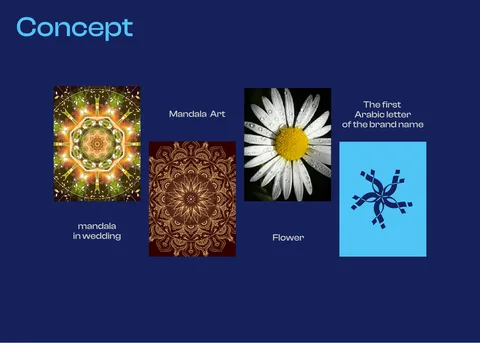 Concept
mandala
in wedding
Mandala Art
Flower
The first
Arabic letter
of the brand name